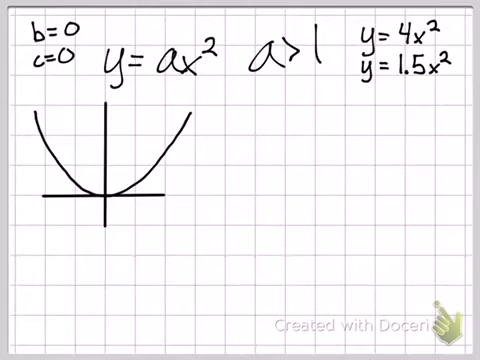 b=0
c=0
y=ax²
a>1
y=4x²
y=1.5x²
Created with Doceri